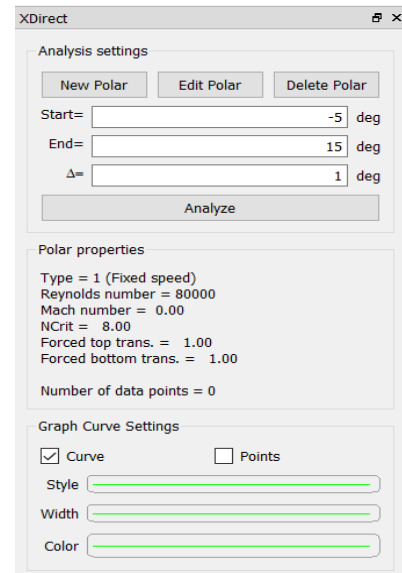 XDirect
Analysis settings
New Polar Edit Polar Delete Polar
Start= -5 deg
End= 15 deg
Δ= 1 deg
Analyze
Polar properties
Type = 1 (Fixed speed)
Reynolds number = 80000
Mach number = 0.00
NCrit = 8.00
Forced top trans. = 1.00
Forced bottom trans. = 1.00
Number of data points = 0
Graph Curve Settings
Curve Points
Style
Width
Color